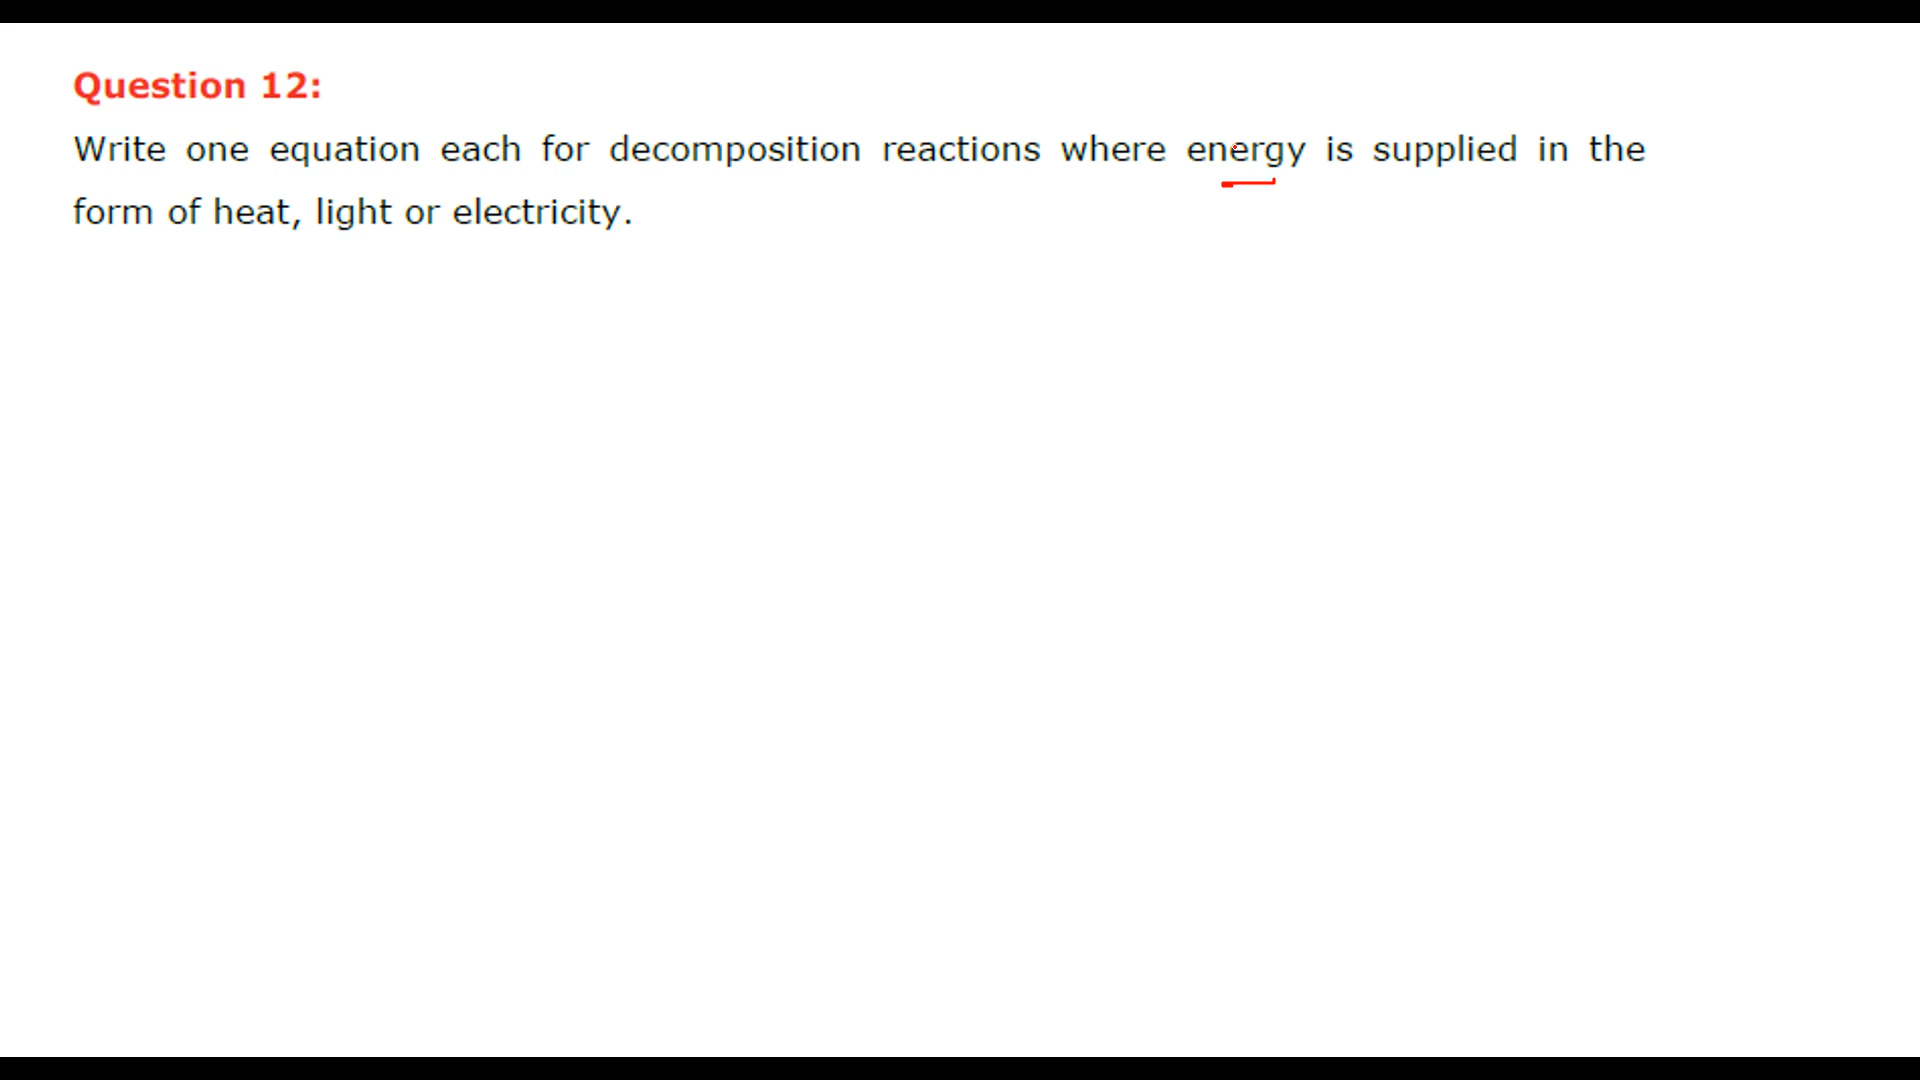 Question 12:
Write one equation each for decomposition reactions where energy is supplied in the
form of heat, light or electricity.